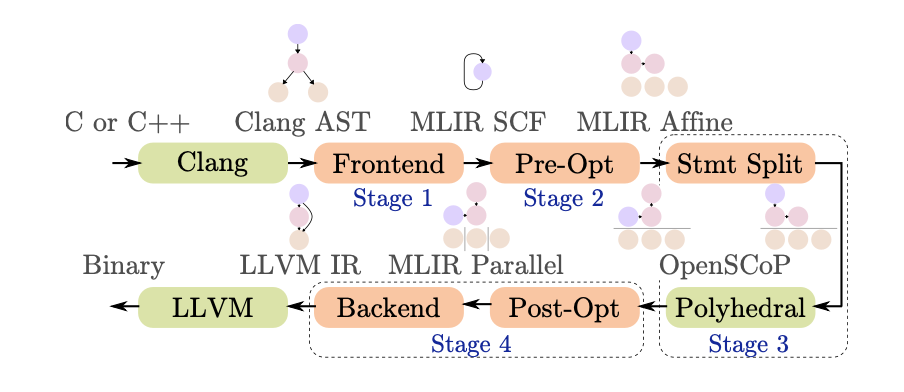 C or C++ Clang AST MLIR SCF MLIR Affine
Clang Frontend Pre-Opt Stmt Split
Stage 1 Stage 2
Binary LLVM IR MLIR Parallel OpenSCoP
LLVM Backend Post-Opt Polyhedral
Stage 4 Stage 3